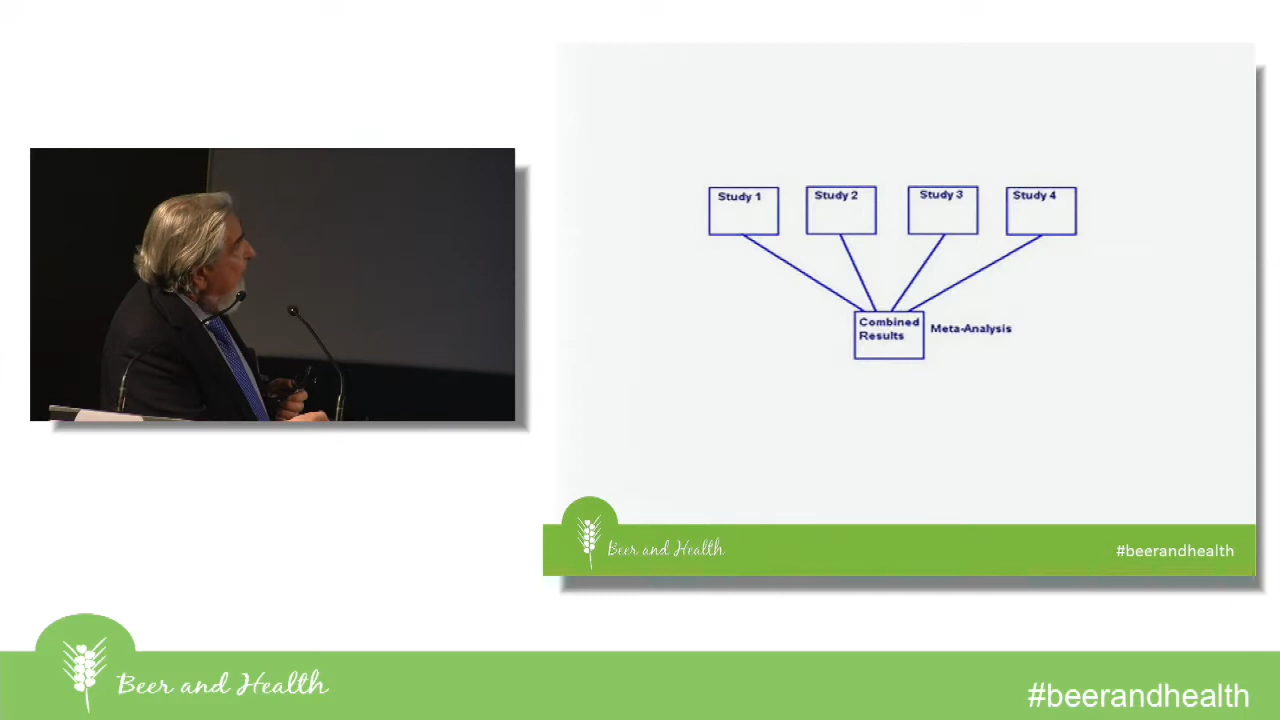 Study 1
Study 2
Study 3
Study 4
Combined
Results
Meta-Analysis
Beer and Health
#beerandhealth
Beer and Health
#beerandhealth